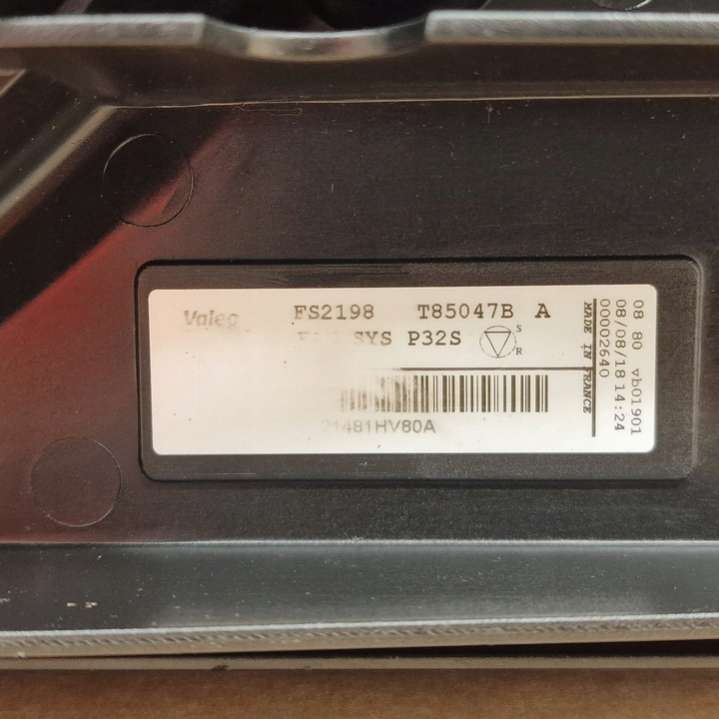 Valeo FS2198 T85047B A
SYS P32S S R
21481HV80A
MADE IN FRANCE
00002640
08/08/18 14:24
08 80 vb01901